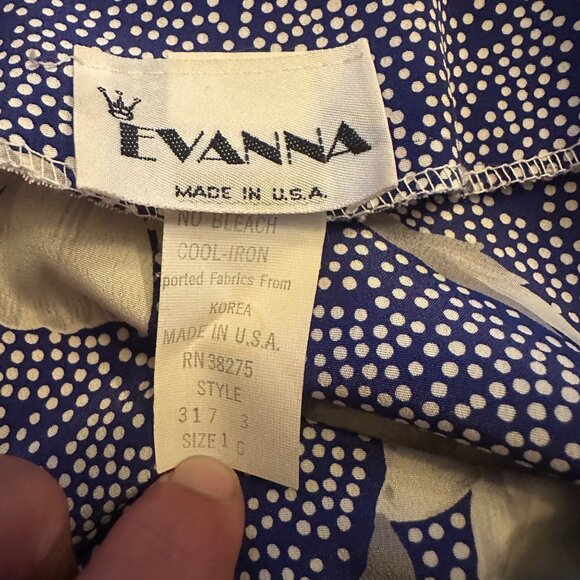 EVANNA
MADE IN U.S.A.
NO BLEACH
COOL-IRON
ported Fabrics From
KOREA
MADE IN U.S.A.
RN 38275
STYLE
317 3
SIZE 16